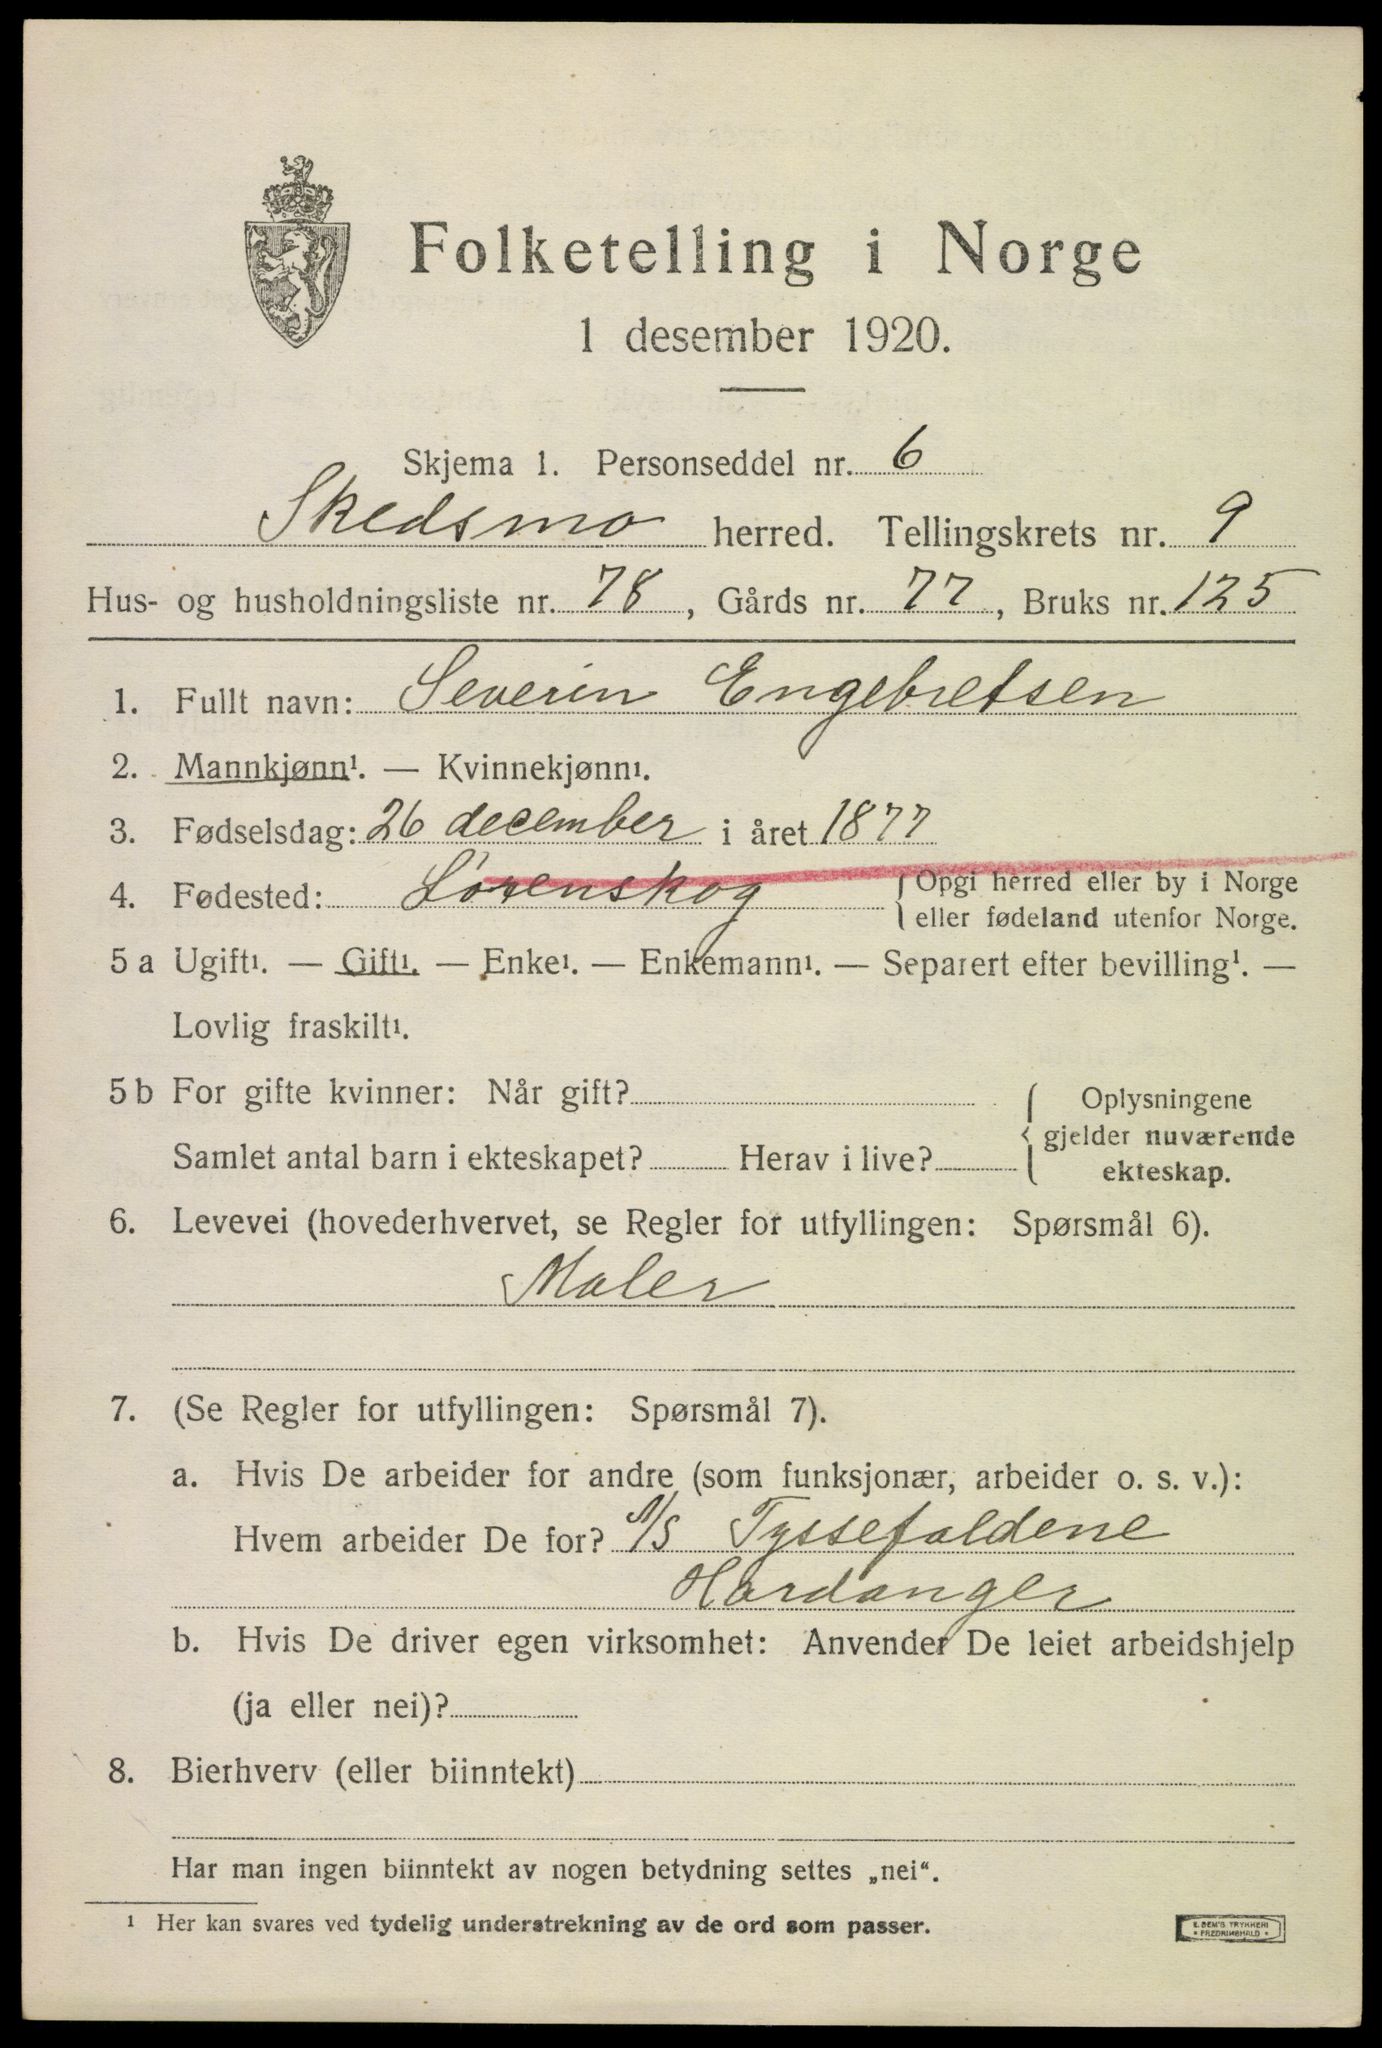 Folketelling i Norge
1 desember 1920.
Skjema 1. Personseddel nr. 6
Skedsmo herred. Tellingskrets nr. 9
Hus- og husholdningsliste nr. 78, Gårds nr. 77, Bruks nr. 125
1. Fullt navn: Severin Engebretsen
2. Mannkjønn¹. — Kvinnekjønn¹.
3. Fødselsdag: 26 december i året 1877
4. Fødested: Lørenskog { Opgi herred eller by i Norge
eller fødeland utenfor Norge.
5 a Ugift¹. — Gift¹. — Enke¹. — Enkemann¹. — Separert efter bevilling¹. —
Lovlig fraskilt¹.
5 b For gifte kvinner: Når gift?
Samlet antal barn i ekteskapet? Herav i live?
{ Oplysningene
gjelder nuværende
ekteskap.
6. Levevei (hovederhvervet, se Regler for utfyllingen: Spørsmål 6).
Maler
7. (Se Regler for utfyllingen: Spørsmål 7).
a. Hvis De arbeider for andre (som funksjonær, arbeider o. s. v.):
Hvem arbeider De for? A/S Tyssefaldene
Hardanger
b. Hvis De driver egen virksomhet: Anvender De leiet arbeidshjelp
(ja eller nei)?
8. Bierhverv (eller biinntekt)
Har man ingen biinntekt av nogen betydning settes „nei“.
¹ Her kan svares ved tydelig understrekning av de ord som passer.
E. SEM'S TRYKKERI
* FREDRIKSHALD *